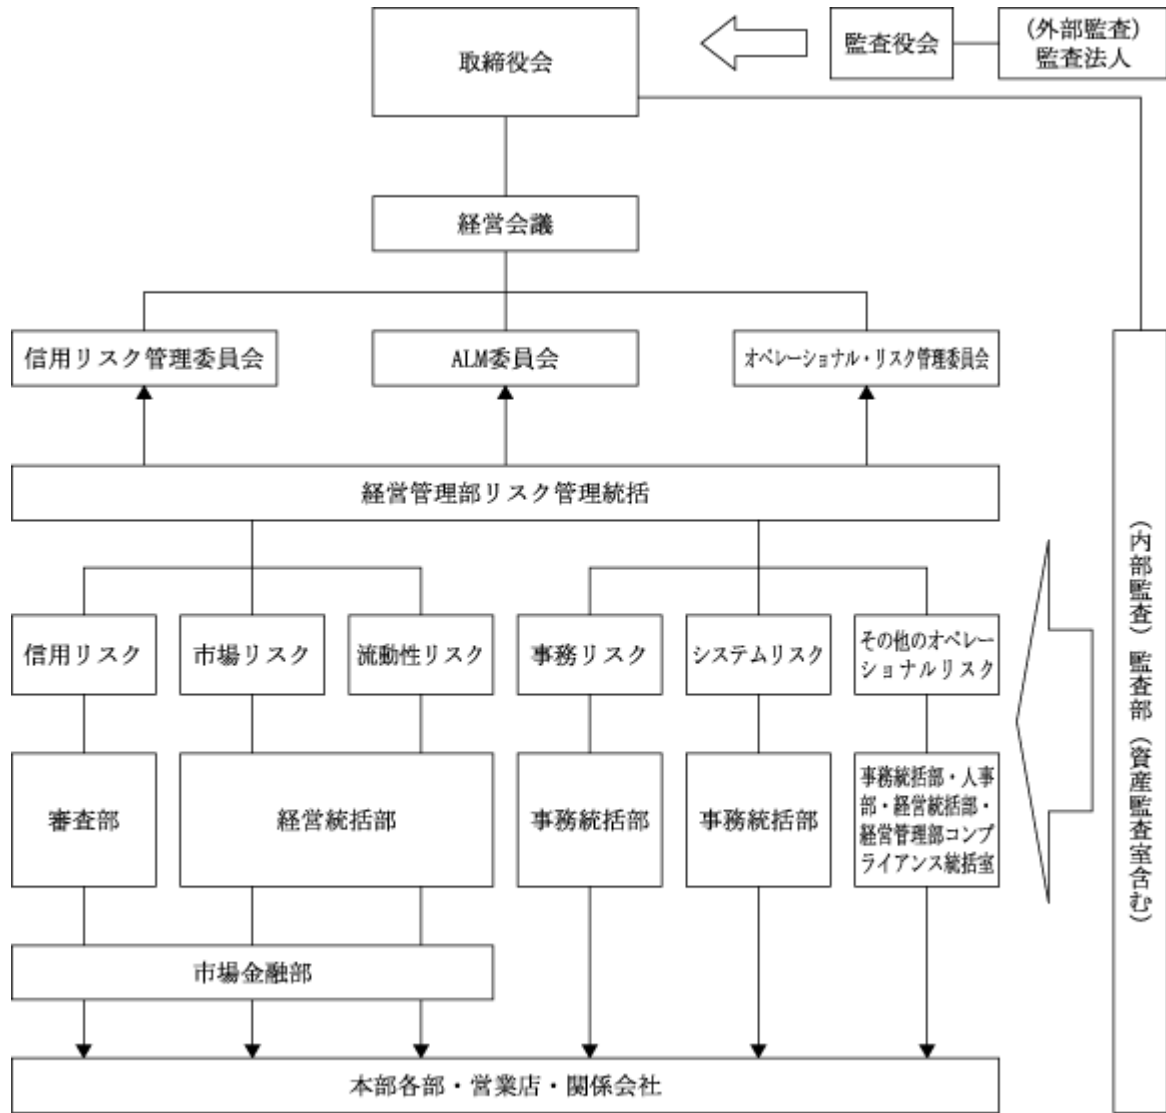 取締役会
監査役会
(外部監査)
監査法人
経営会議
信用リスク管理委員会
ALM委員会
オペレーショナル・リスク管理委員会
経営管理部リスク管理統括
信用リスク
市場リスク
流動性リスク
事務リスク
システムリスク
その他のオペレー
ショナルリスク
審査部
経営統括部
事務統括部
事務統括部
事務統括部・人事
部・経営統括部・
経営管理部コンプ
ライアンス統括室
市場金融部
本部各部・営業店・関係会社
(内部監査)監査部(資産監査室含む)